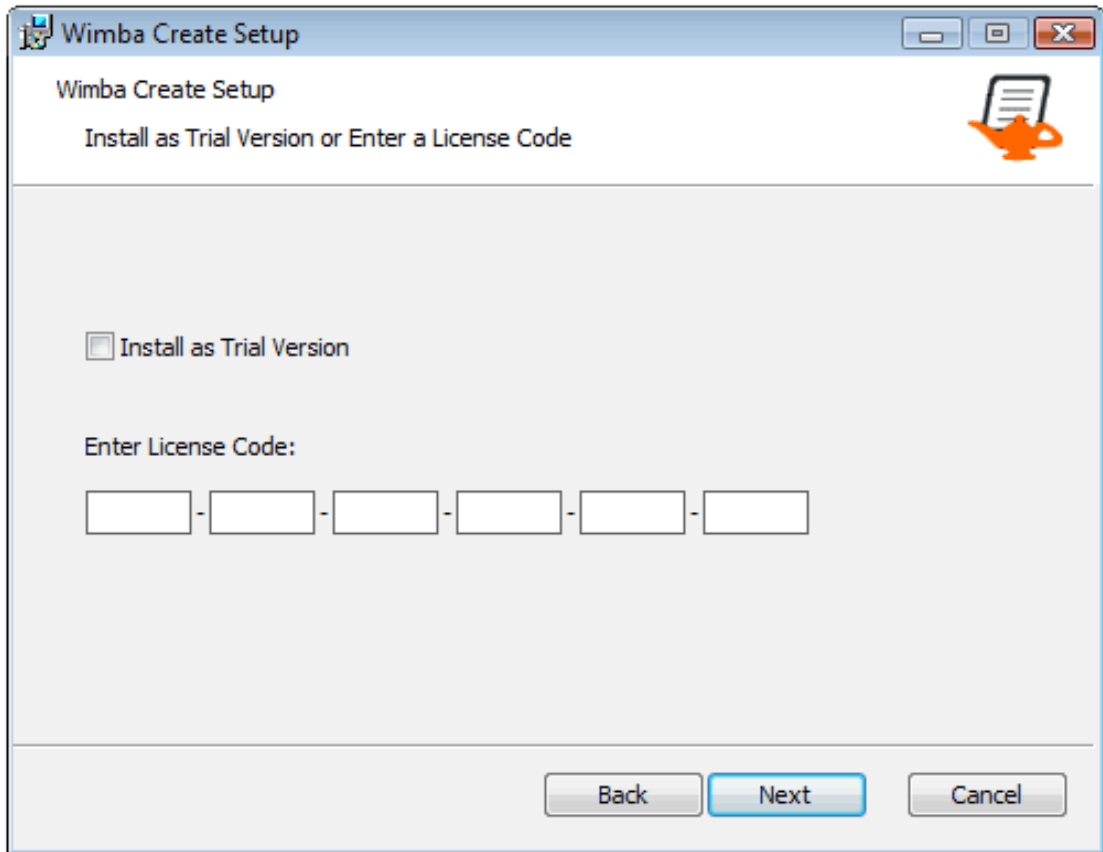 Wimba Create Setup
Wimba Create Setup
Install as Trial Version or Enter a License Code
Install as Trial Version
Enter License Code:
- - - - -
Back Next Cancel